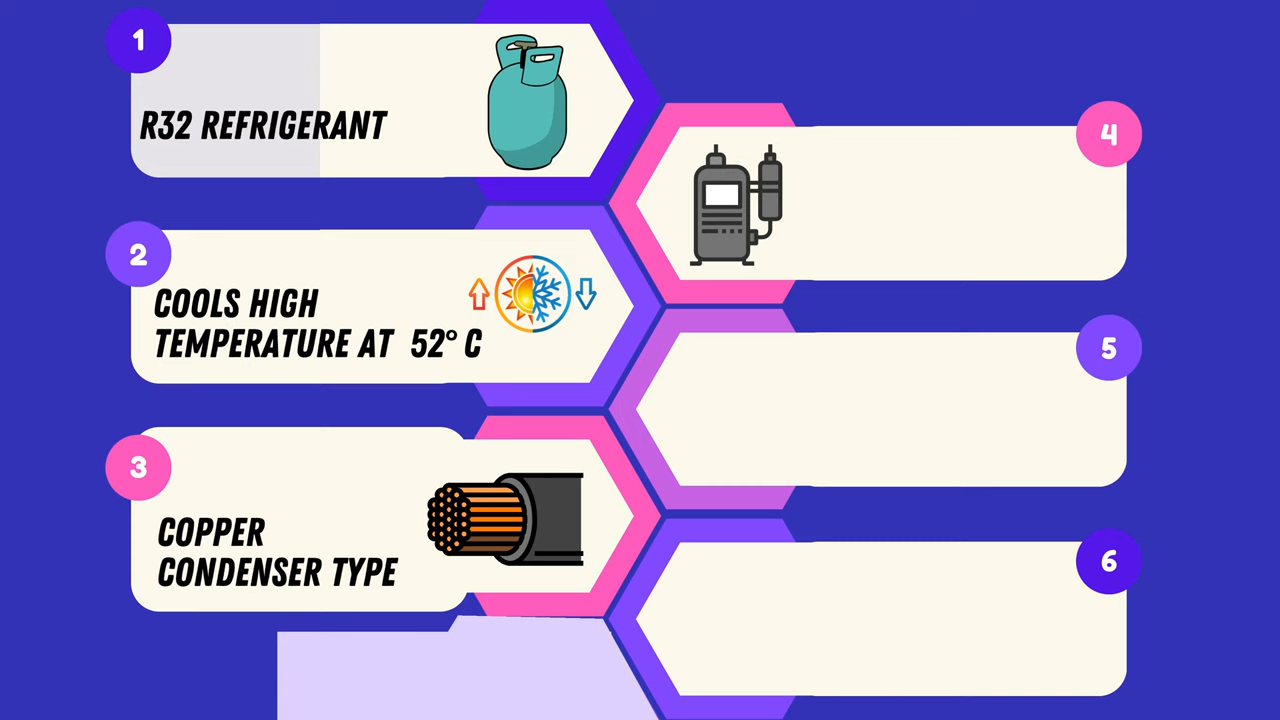 1
R32 REFRIGERANT
2
COOLS HIGH
TEMPERATURE AT 52° C
3
COPPER
CONDENSER TYPE
4
5
6